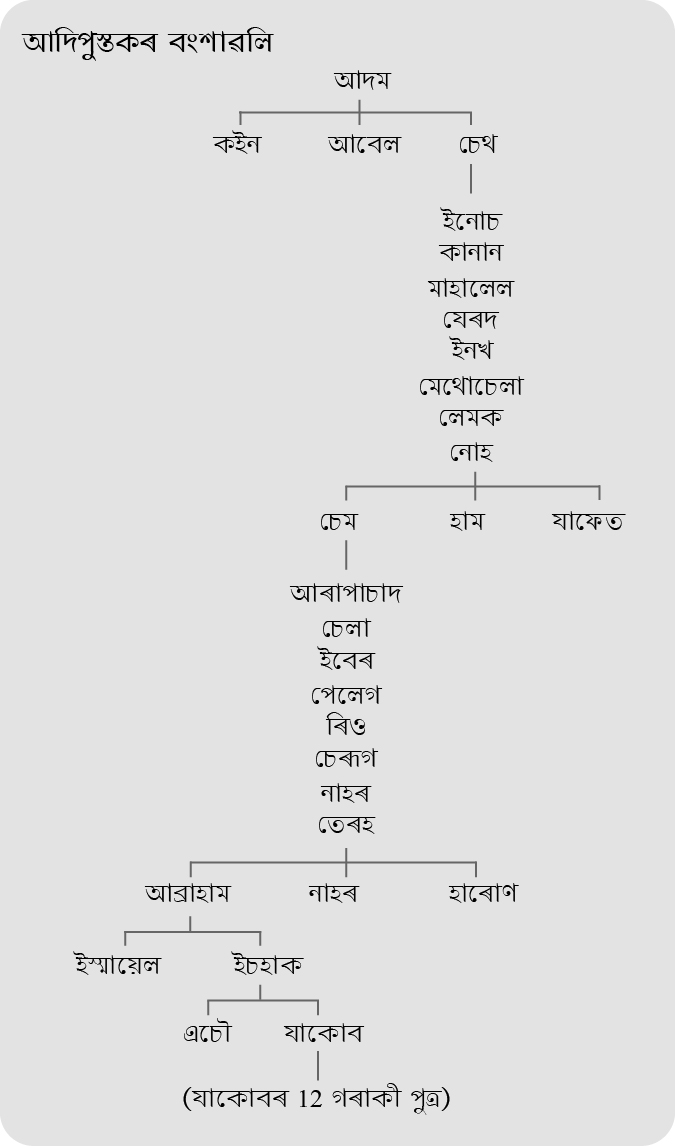 আদিপুস্তকৰ বংশাৱলি
আদম
কইন আবেল চেথ
ইনোচ
কানান
মাহালেল
যেৰদ
ইনখ
মেথোচেলা
লেমক
নোহ
চেম হাম যাফেত
আৰাপাচাদ
চেলা
ইবেৰ
পেলেগ
ৰিও
চেৰূগ
নাহৰ
তেৰহ
আব্ৰাহাম নাহৰ হাৰোণ
ইস্মায়েল ইচহাক
এচৌ যাকোব
(যাকোবৰ 12 গৰাকী পুত্ৰ)